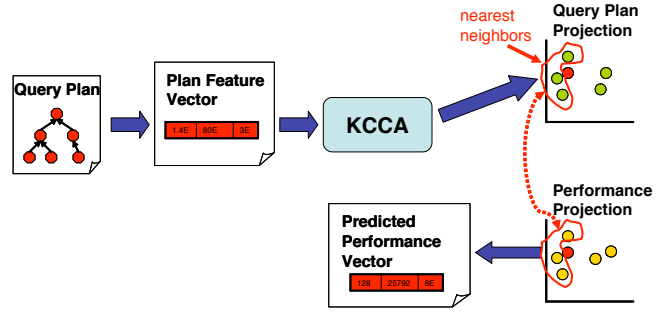 nearest
neighbors
Query Plan
Projection
Query Plan
Plan Feature
Vector
1.4E 80E 3E
KCCA
Performance
Projection
Predicted
Performance
Vector
12B 25792 8E